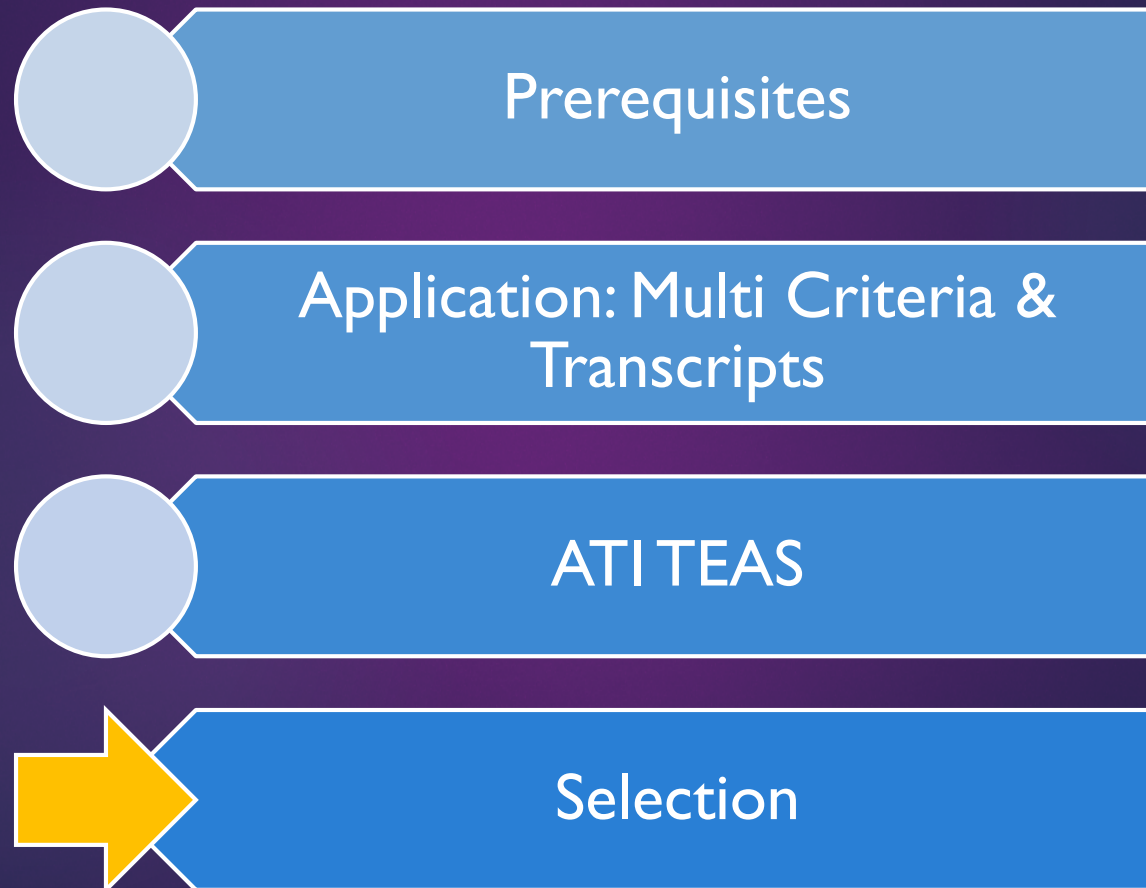 Prerequisites
Application: Multi Criteria &
Transcripts
ATI TEAS
Selection